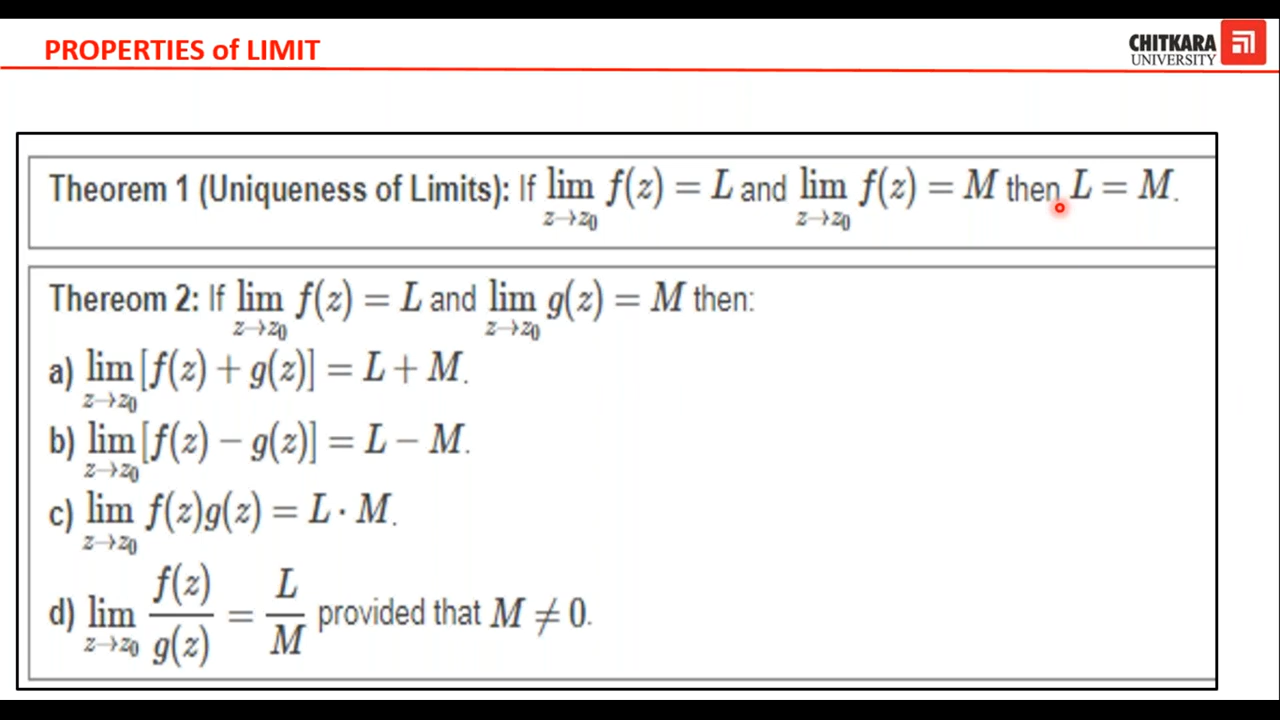 PROPERTIES of LIMIT
CHITKARA
UNIVERSITY
Theorem 1 (Uniqueness of Limits): If lim_{z→z₀} f(z) = L and lim_{z→z₀} f(z) = M then L = M.
Thereom 2: If lim_{z→z₀} f(z) = L and lim_{z→z₀} g(z) = M then:
a) lim_{z→z₀} [f(z) + g(z)] = L + M.
b) lim_{z→z₀} [f(z) − g(z)] = L − M.
c) lim_{z→z₀} f(z)g(z) = L · M.
d) lim_{z→z₀} f(z)/g(z) = L/M provided that M ≠ 0.